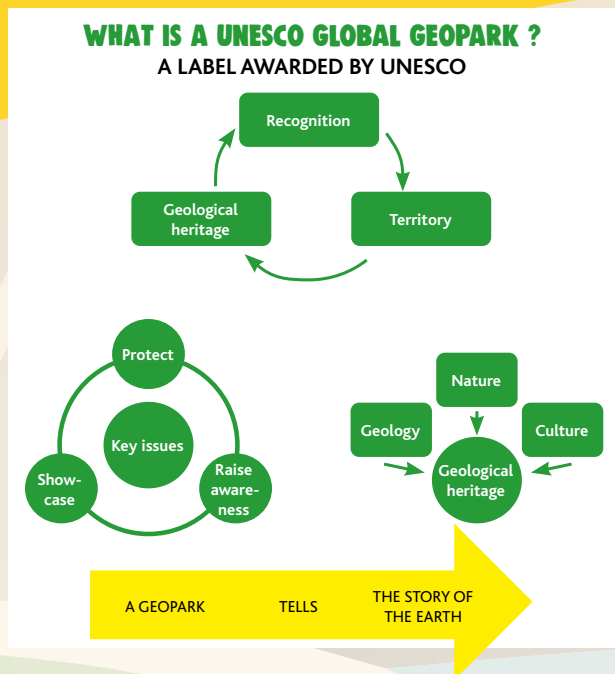 WHAT IS A UNESCO GLOBAL GEOPARK ?
A LABEL AWARDED BY UNESCO
Recognition
Geological
heritage
Territory
Protect
Key issues
Show-
case
Raise
aware-
ness
Nature
Geology
Culture
Geological
heritage
A GEOPARK
TELLS
THE STORY OF
THE EARTH